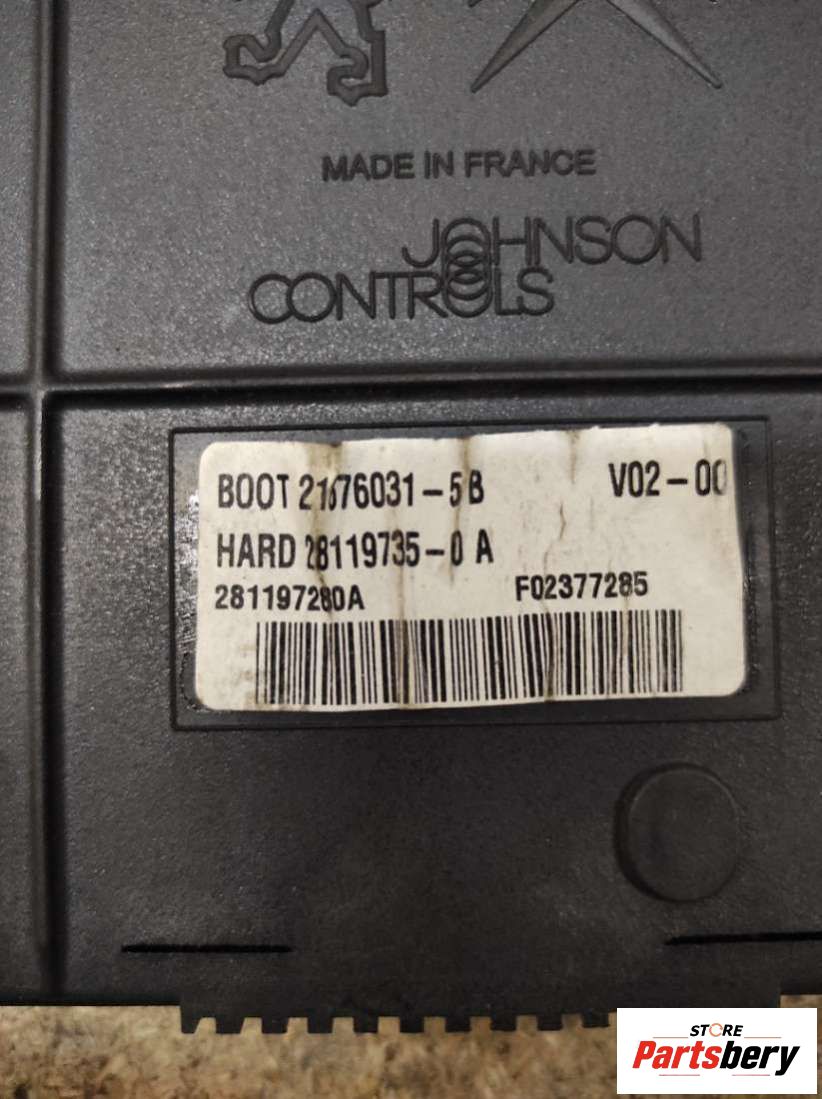 MADE IN FRANCE
JOHNSON
CONTROLS
BOOT 21676031-5B V02-00
HARD 28119735-0 A
281197280A F02377285
STORE
Partsbery